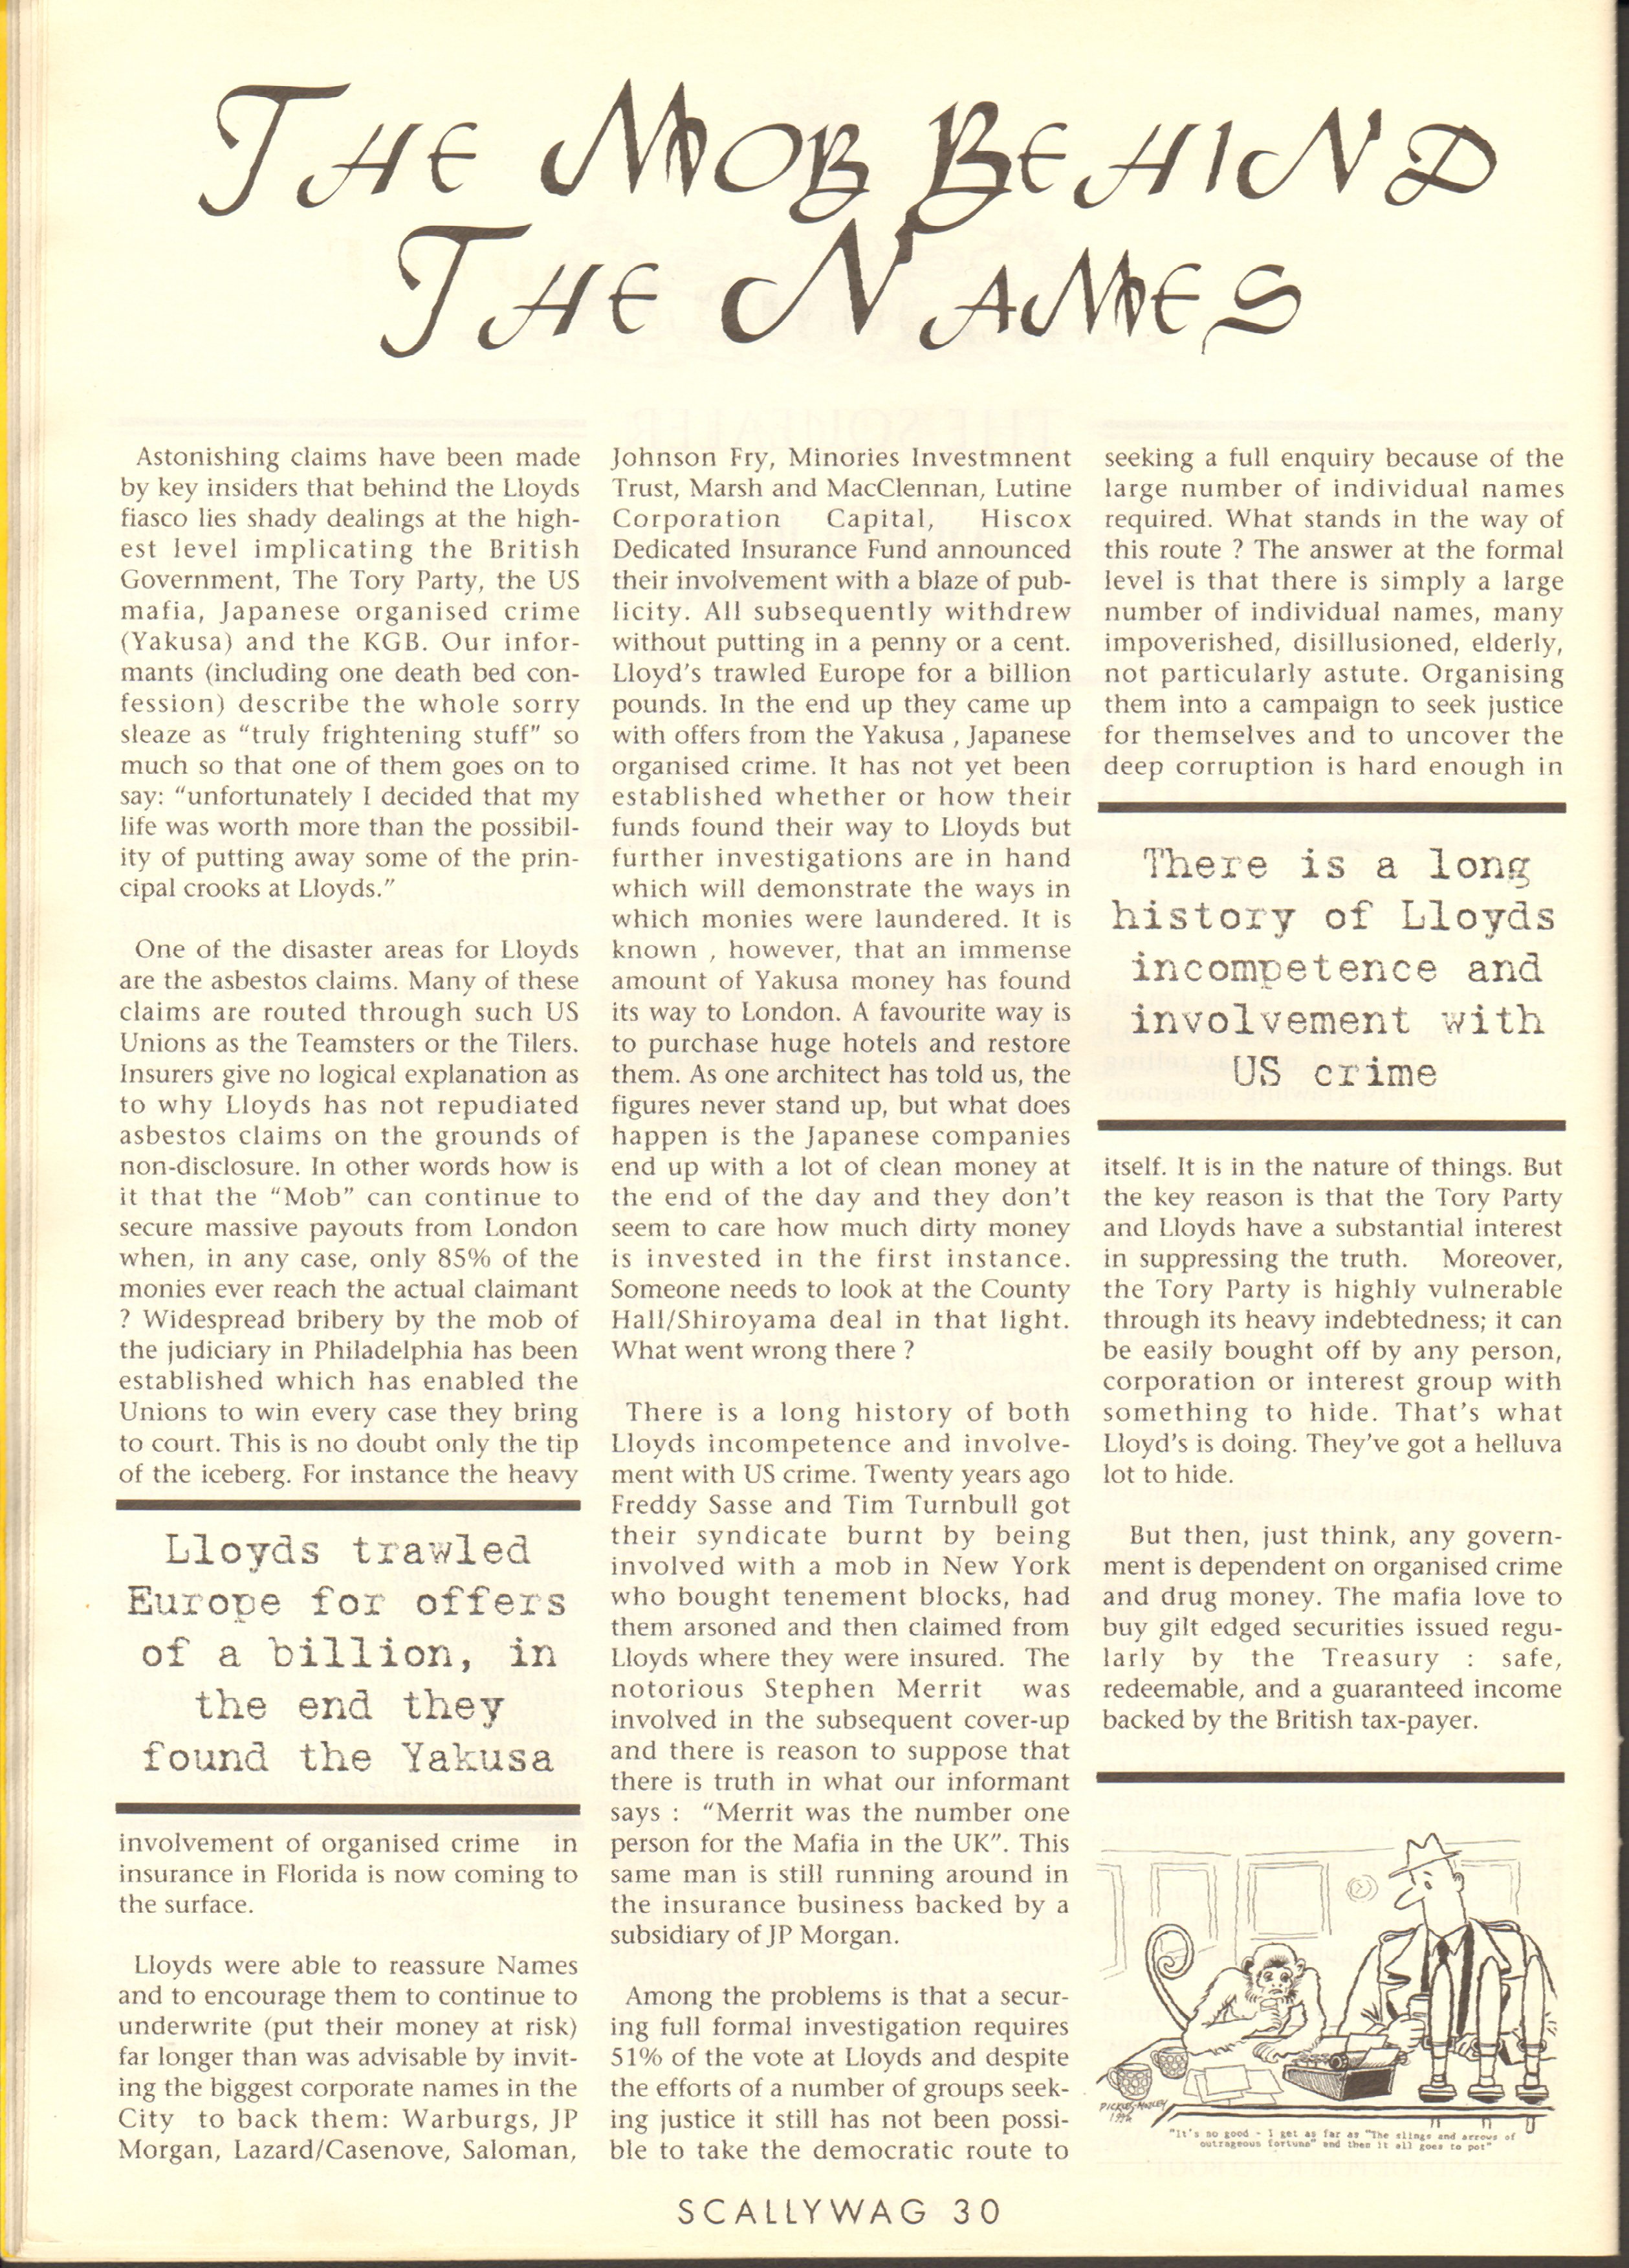 THE MOB BEHIND
THE NAMES
Astonishing claims have been made
by key insiders that behind the Lloyds
fiasco lies shady dealings at the high-
est level implicating the British
Government, The Tory Party, the US
mafia, Japanese organised crime
(Yakusa) and the KGB. Our infor-
mants (including one death bed con-
fession) describe the whole sorry
sleaze as “truly frightening stuff” so
much so that one of them goes on to
say: “unfortunately I decided that my
life was worth more than the possibil-
ity of putting away some of the prin-
cipal crooks at Lloyds.”
One of the disaster areas for Lloyds
are the asbestos claims. Many of these
claims are routed through such US
Unions as the Teamsters or the Tilers.
Insurers give no logical explanation as
to why Lloyds has not repudiated
asbestos claims on the grounds of
non-disclosure. In other words how is
it that the “Mob” can continue to
secure massive payouts from London
when, in any case, only 85% of the
monies ever reach the actual claimant
? Widespread bribery by the mob of
the judiciary in Philadelphia has been
established which has enabled the
Unions to win every case they bring
to court. This is no doubt only the tip
of the iceberg. For instance the heavy
Lloyds trawled
Europe for offers
of a billion, in
the end they
found the Yakusa
involvement of organised crime in
insurance in Florida is now coming to
the surface.
Lloyds were able to reassure Names
and to encourage them to continue to
underwrite (put their money at risk)
far longer than was advisable by invit-
ing the biggest corporate names in the
City to back them: Warburgs, JP
Morgan, Lazard/Casenove, Saloman,
Johnson Fry, Minories Investmnent
Trust, Marsh and MacClennan, Lutine
Corporation Capital, Hiscox
Dedicated Insurance Fund announced
their involvement with a blaze of pub-
licity. All subsequently withdrew
without putting in a penny or a cent.
Lloyd’s trawled Europe for a billion
pounds. In the end up they came up
with offers from the Yakusa , Japanese
organised crime. It has not yet been
established whether or how their
funds found their way to Lloyds but
further investigations are in hand
which will demonstrate the ways in
which monies were laundered. It is
known , however, that an immense
amount of Yakusa money has found
its way to London. A favourite way is
to purchase huge hotels and restore
them. As one architect has told us, the
figures never stand up, but what does
happen is the Japanese companies
end up with a lot of clean money at
the end of the day and they don’t
seem to care how much dirty money
is invested in the first instance.
Someone needs to look at the County
Hall/Shiroyama deal in that light.
What went wrong there ?
There is a long history of both
Lloyds incompetence and involve-
ment with US crime. Twenty years ago
Freddy Sasse and Tim Turnbull got
their syndicate burnt by being
involved with a mob in New York
who bought tenement blocks, had
them arsoned and then claimed from
Lloyds where they were insured. The
notorious Stephen Merrit was
involved in the subsequent cover-up
and there is reason to suppose that
there is truth in what our informant
says : “Merrit was the number one
person for the Mafia in the UK”. This
same man is still running around in
the insurance business backed by a
subsidiary of JP Morgan.
Among the problems is that a secur-
ing full formal investigation requires
51% of the vote at Lloyds and despite
the efforts of a number of groups seek-
ing justice it still has not been possi-
ble to take the democratic route to
seeking a full enquiry because of the
large number of individual names
required. What stands in the way of
this route ? The answer at the formal
level is that there is simply a large
number of individual names, many
impoverished, disillusioned, elderly,
not particularly astute. Organising
them into a campaign to seek justice
for themselves and to uncover the
deep corruption is hard enough in
There is a long
history of Lloyds
incompetence and
involvement with
US crime
itself. It is in the nature of things. But
the key reason is that the Tory Party
and Lloyds have a substantial interest
in suppressing the truth. Moreover,
the Tory Party is highly vulnerable
through its heavy indebtedness; it can
be easily bought off by any person,
corporation or interest group with
something to hide. That’s what
Lloyd’s is doing. They’ve got a helluva
lot to hide.
But then, just think, any govern-
ment is dependent on organised crime
and drug money. The mafia love to
buy gilt edged securities issued regu-
larly by the Treasury : safe,
redeemable, and a guaranteed income
backed by the British tax-payer.
"It's no good - I get as far as "The slings and arrows of
outrageous fortune" and then it all goes to pot"
SCALLYWAG 30